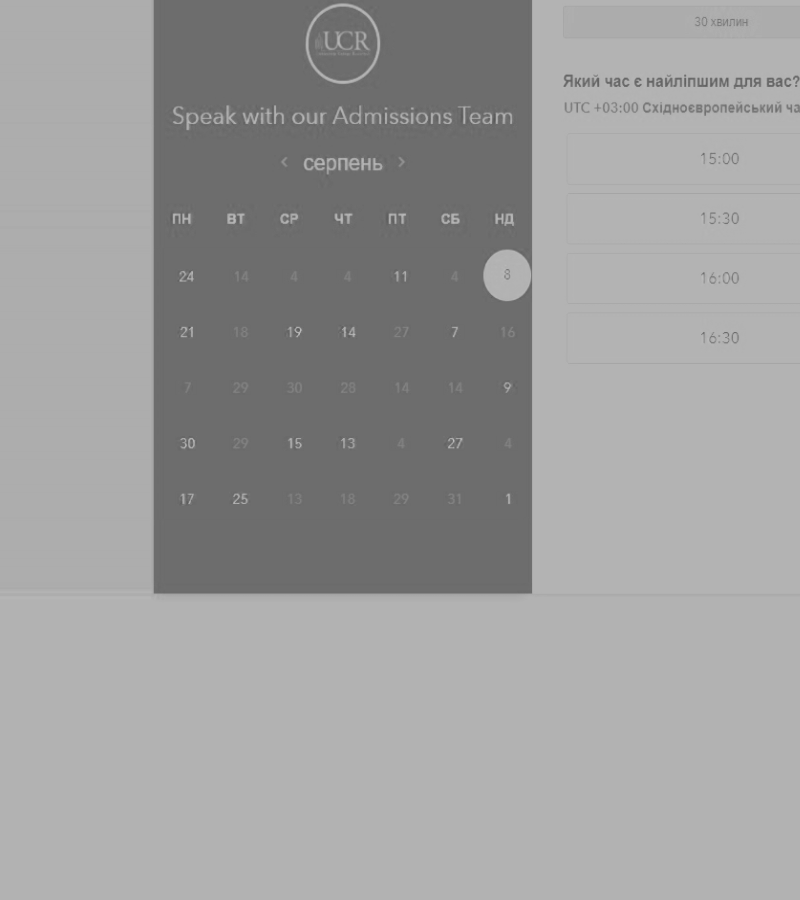 UCR
Speak with our Admissions Team
‹ серпень ›
ПН ВТ СР ЧТ ПТ СБ НД
24 14 4 4 11 4 8
21 18 19 14 27 7 16
7 29 30 28 14 14 9
30 29 15 13 4 27 4
17 25 13 18 29 31 1
30 хвилин
Який час є найліпшим для вас?
UTC +03:00 Східноєвропейський ча
15:00
15:30
16:00
16:30